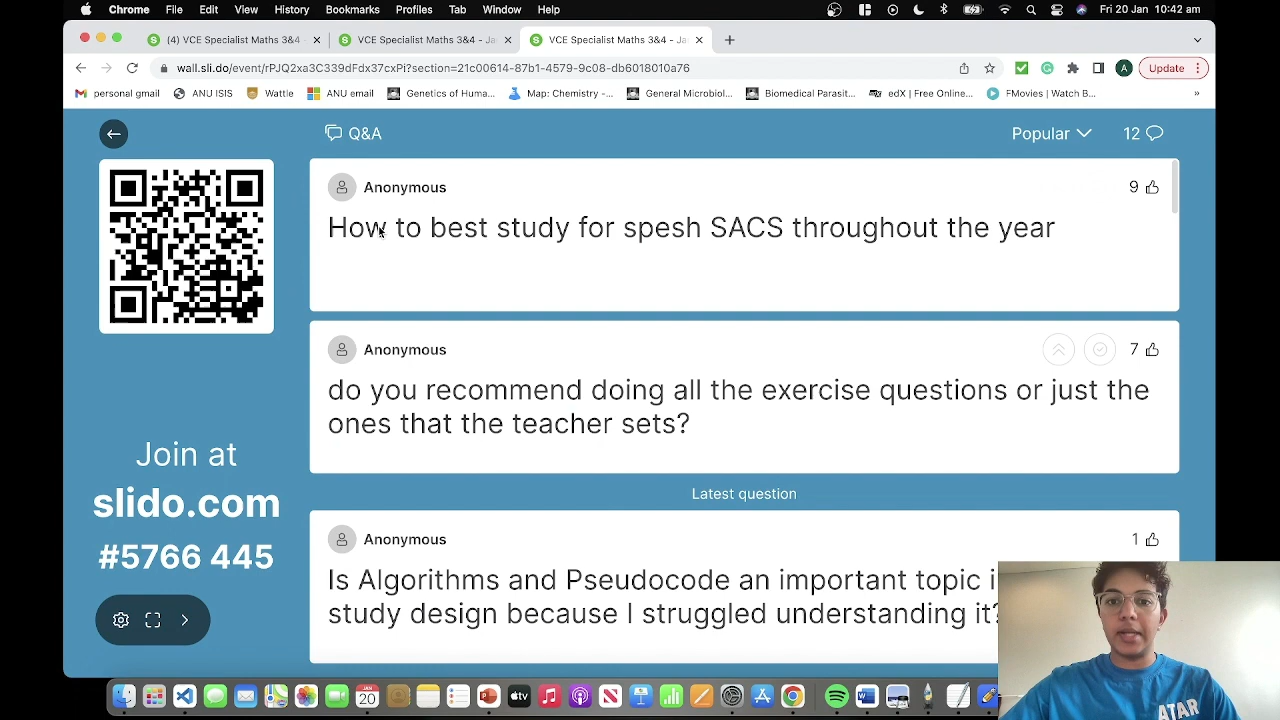 Chrome File Edit View History Bookmarks Profiles Tab Window Help Fri 20 Jan 10:42 am
(4) VCE Specialist Maths 3&4 - VCE Specialist Maths 3&4 - Ja VCE Specialist Maths 3&4 - Ja
wall.sli.do/event/rPJQ2xa3C339dFdx37cxPi?section=21c00614-87b1-4579-9c08-db6018010a76 A Update
personal gmail ANU ISIS Wattle ANU email Genetics of Huma... Map: Chemistry -... General Microbiol... Biomedical Parasit... edX | Free Online... FMovies | Watch B... »
Q&A Popular 12
Anonymous 9
How to best study for spesh SACS throughout the year
Anonymous 7
do you recommend doing all the exercise questions or just the
ones that the teacher sets?
Join at
slido.com
#5766 445
Latest question
Anonymous 1
Is Algorithms and Pseudocode an important topic i
study design because I struggled understanding it?
JAN
20
tv
ATAR